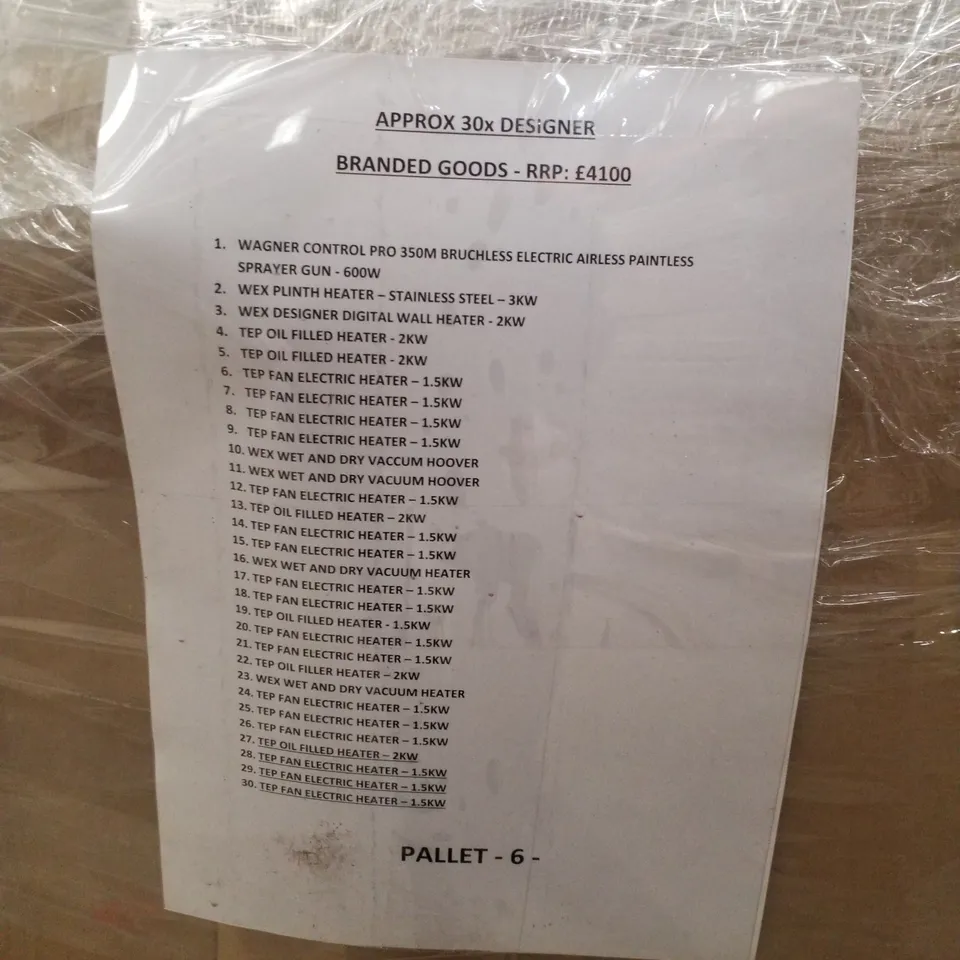 APPROX 30x DESiGNER
BRANDED GOODS - RRP: £4100
1. WAGNER CONTROL PRO 350M BRUCHLESS ELECTRIC AIRLESS PAINTLESS
SPRAYER GUN - 600W
2. WEX PLINTH HEATER – STAINLESS STEEL – 3KW
3. WEX DESIGNER DIGITAL WALL HEATER - 2KW
4. TEP OIL FILLED HEATER - 2KW
5. TEP OIL FILLED HEATER - 2KW
6. TEP FAN ELECTRIC HEATER – 1.5KW
7. TEP FAN ELECTRIC HEATER – 1.5KW
8. TEP FAN ELECTRIC HEATER – 1.5KW
9. TEP FAN ELECTRIC HEATER – 1.5KW
10. WEX WET AND DRY VACCUM HOOVER
11. WEX WET AND DRY VACUUM HOOVER
12. TEP FAN ELECTRIC HEATER – 1.5KW
13. TEP OIL FILLED HEATER – 2KW
14. TEP FAN ELECTRIC HEATER – 1.5KW
15. TEP FAN ELECTRIC HEATER – 1.5KW
16. WEX WET AND DRY VACUUM HEATER
17. TEP FAN ELECTRIC HEATER – 1.5KW
18. TEP FAN ELECTRIC HEATER – 1.5KW
19. TEP OIL FILLED HEATER - 1.5KW
20. TEP FAN ELECTRIC HEATER – 1.5KW
21. TEP FAN ELECTRIC HEATER – 1.5KW
22. TEP OIL FILLER HEATER – 2KW
23. WEX WET AND DRY VACUUM HEATER
24. TEP FAN ELECTRIC HEATER – 1.5KW
25. TEP FAN ELECTRIC HEATER – 1.5KW
26. TEP FAN ELECTRIC HEATER – 1.5KW
27. TEP OIL FILLED HEATER – 2KW
28. TEP FAN ELECTRIC HEATER – 1.5KW
29. TEP FAN ELECTRIC HEATER – 1.5KW
30. TEP FAN ELECTRIC HEATER – 1.5KW
PALLET - 6 -